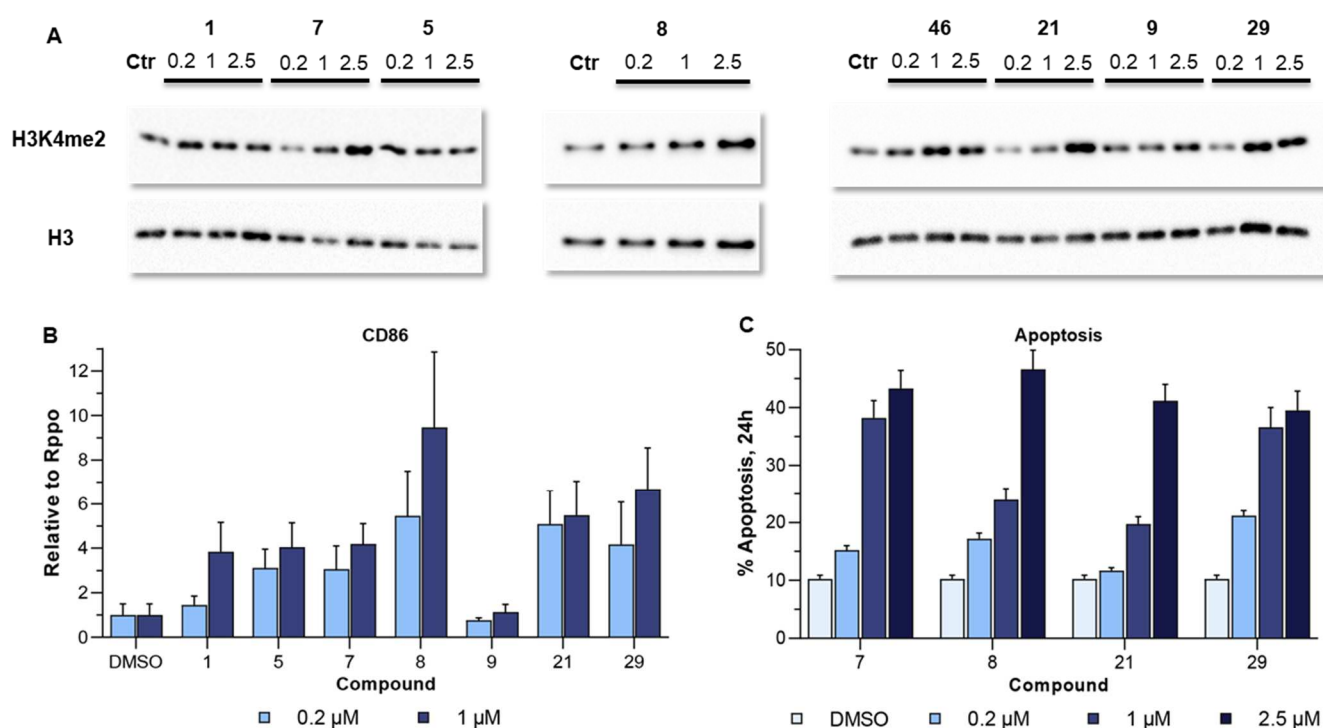 A
1 7 5 8 46 21 9 29
Ctr 0.2 1 2.5 0.2 1 2.5 0.2 1 2.5 Ctr 0.2 1 2.5 Ctr 0.2 1 2.5 0.2 1 2.5 0.2 1 2.5 0.2 1 2.5
H3K4me2
H3
B
CD86
Relative to Rppo
12
10
8
6
4
2
0
DMSO 1 5 7 8 9 21 29
Compound
0.2 µM 1 µM
C
Apoptosis
% Apoptosis, 24h
50
40
30
20
10
0
7 8 21 29
Compound
DMSO 0.2 µM 1 µM 2.5 µM